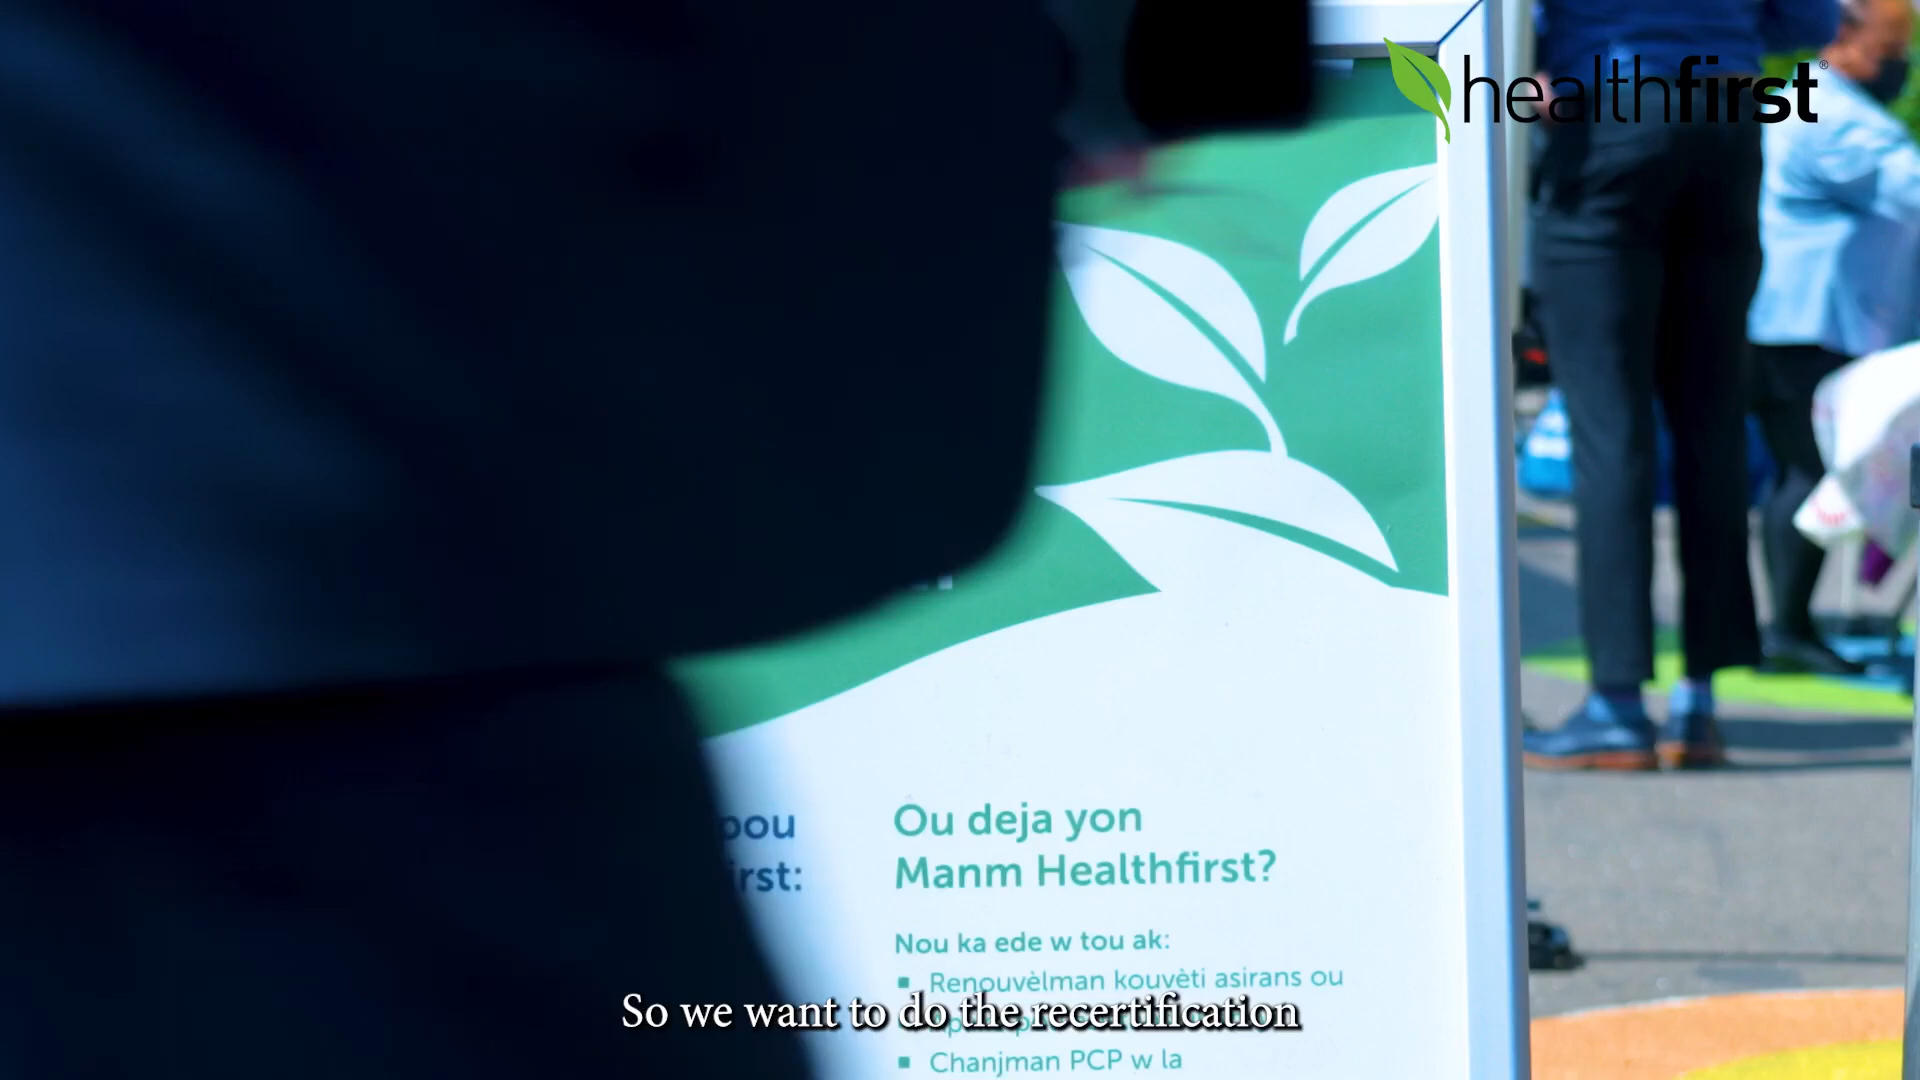 healthfirst®
pou
irst:
Ou deja yon
Manm Healthfirst?
Nou ka ede w tou ak:
▪ Renouvèlman kouvèti asirans ou
So we want to do the recertification
▪ Chanjman PCP w la